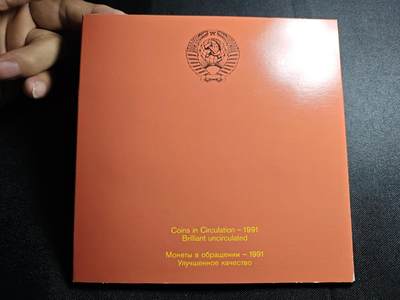 Coins in Circulation – 1991
Brilliant uncirculated
Монеты в обращении – 1991
Улучшенное качество